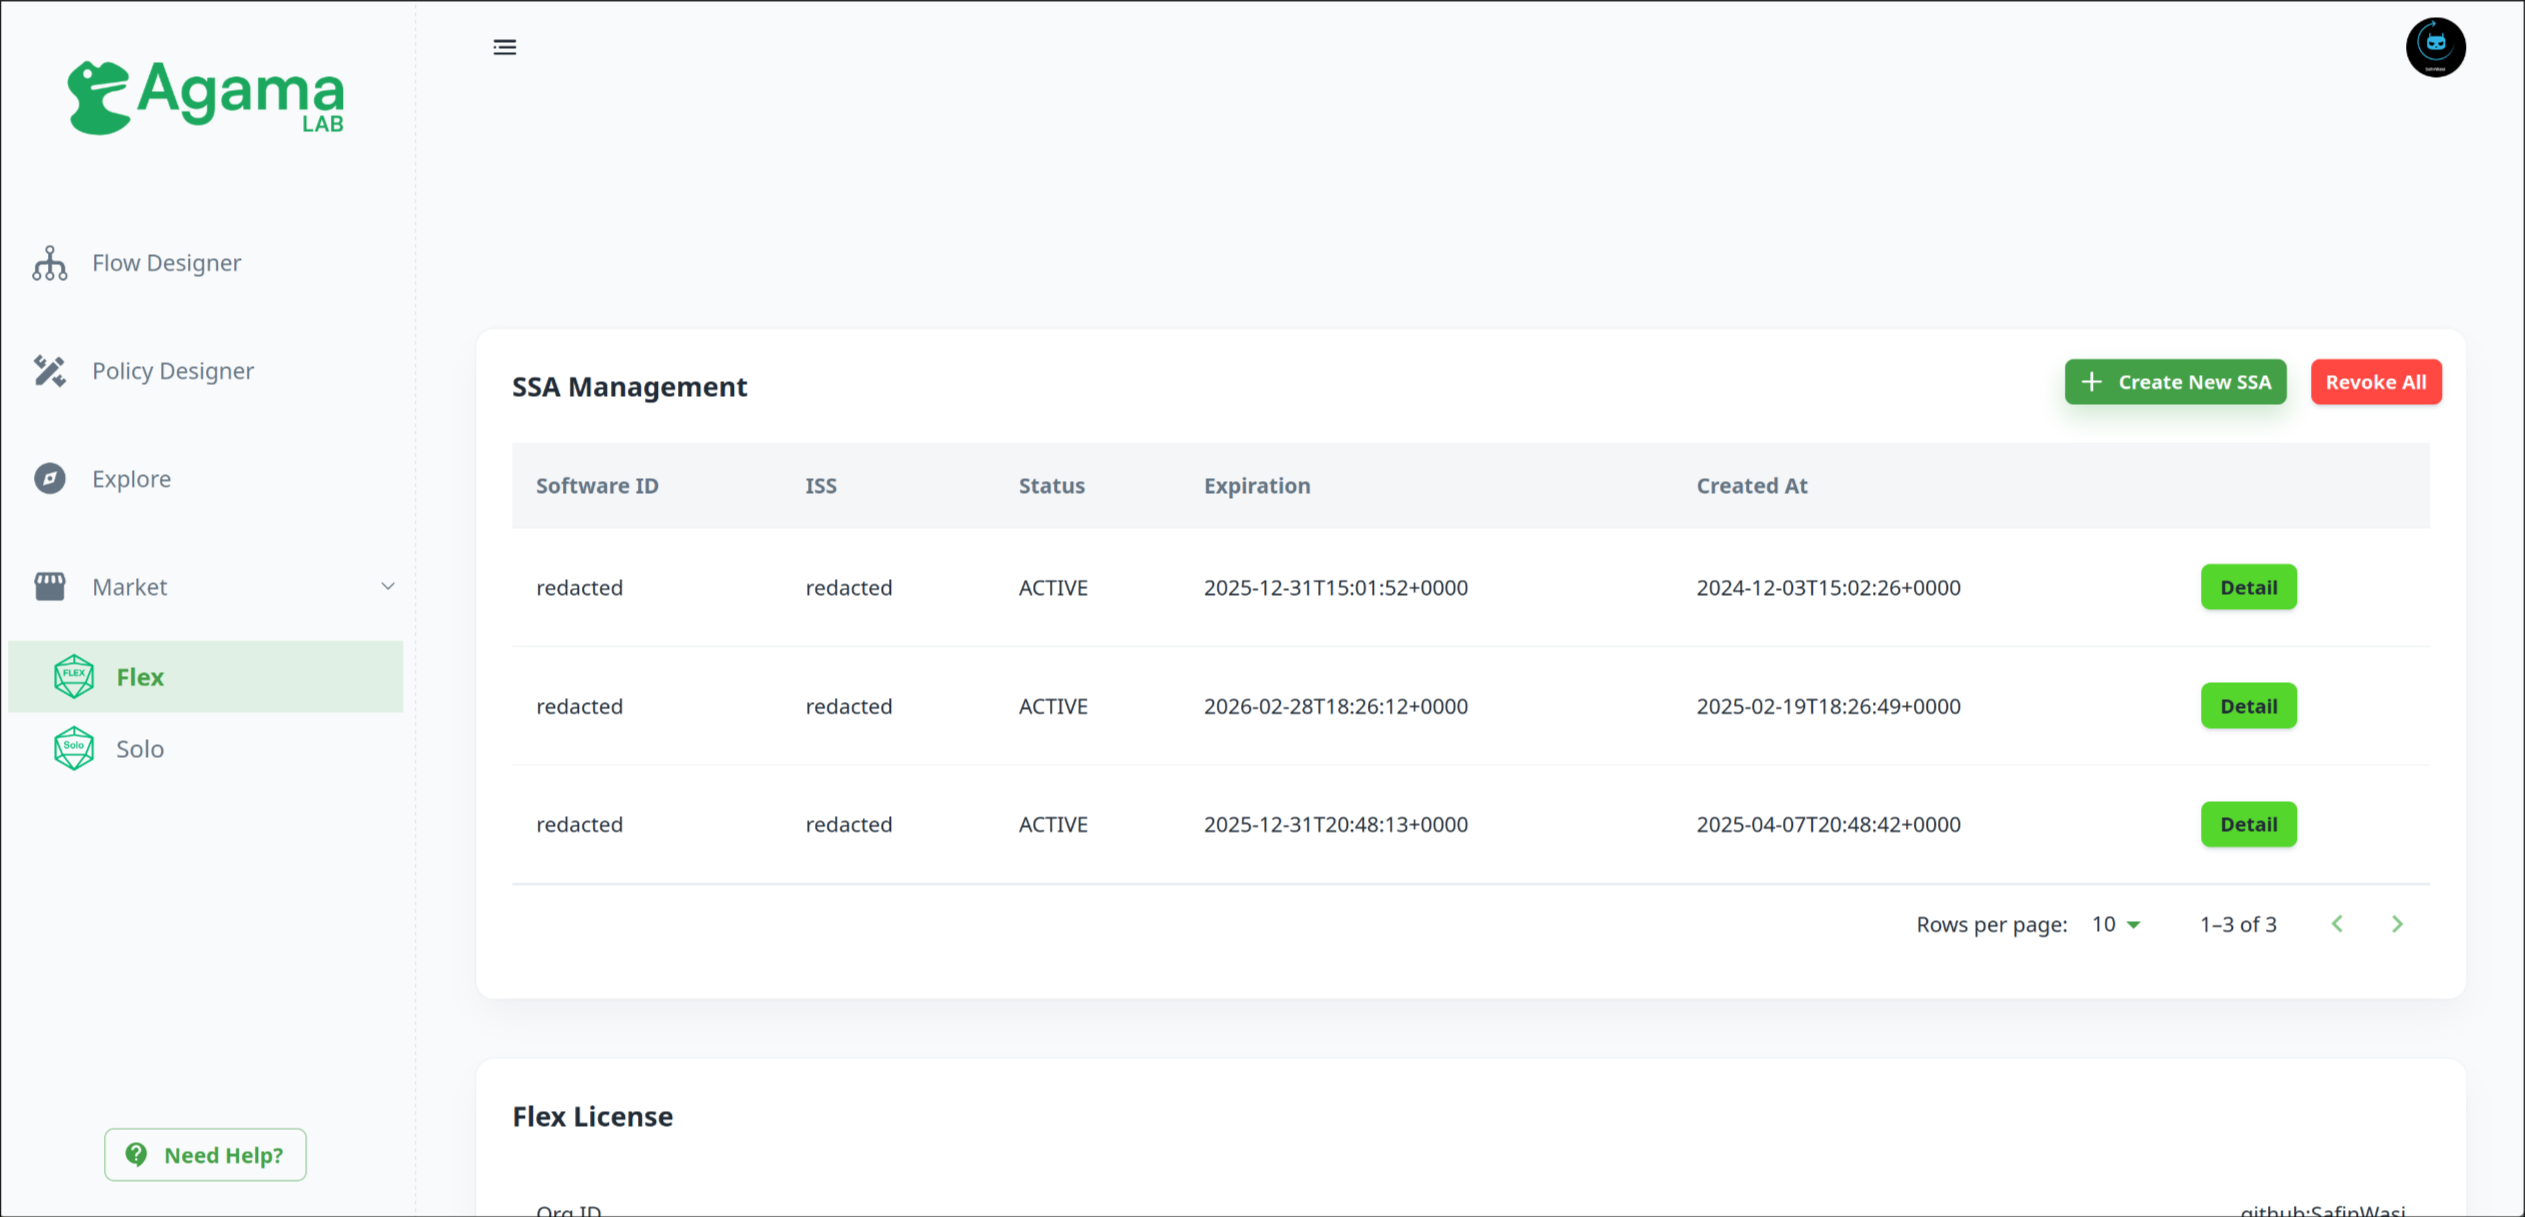 Agama
LAB
Flow Designer
Policy Designer
Explore
Market
FLEX
Flex
Solo
Solo
Need Help?
SSA Management
Create New SSA
Revoke All
Software ID ISS Status Expiration Created At
redacted redacted ACTIVE 2025-12-31T15:01:52+0000 2024-12-03T15:02:26+0000 Detail
redacted redacted ACTIVE 2026-02-28T18:26:12+0000 2025-02-19T18:26:49+0000 Detail
redacted redacted ACTIVE 2025-12-31T20:48:13+0000 2025-04-07T20:48:42+0000 Detail
Rows per page: 10 1–3 of 3
Flex License
Org ID github:SafinWasi